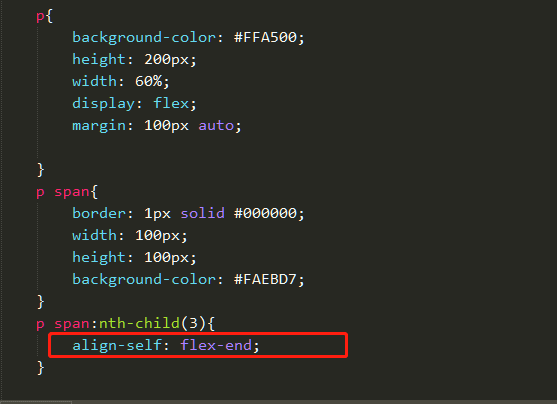 p{
background-color: #FFA500;
height: 200px;
width: 60%;
display: flex;
margin: 100px auto;
}
p span{
border: 1px solid #000000;
width: 100px;
height: 100px;
background-color: #FAEBD7;
}
p span:nth-child(3){
align-self: flex-end;
}